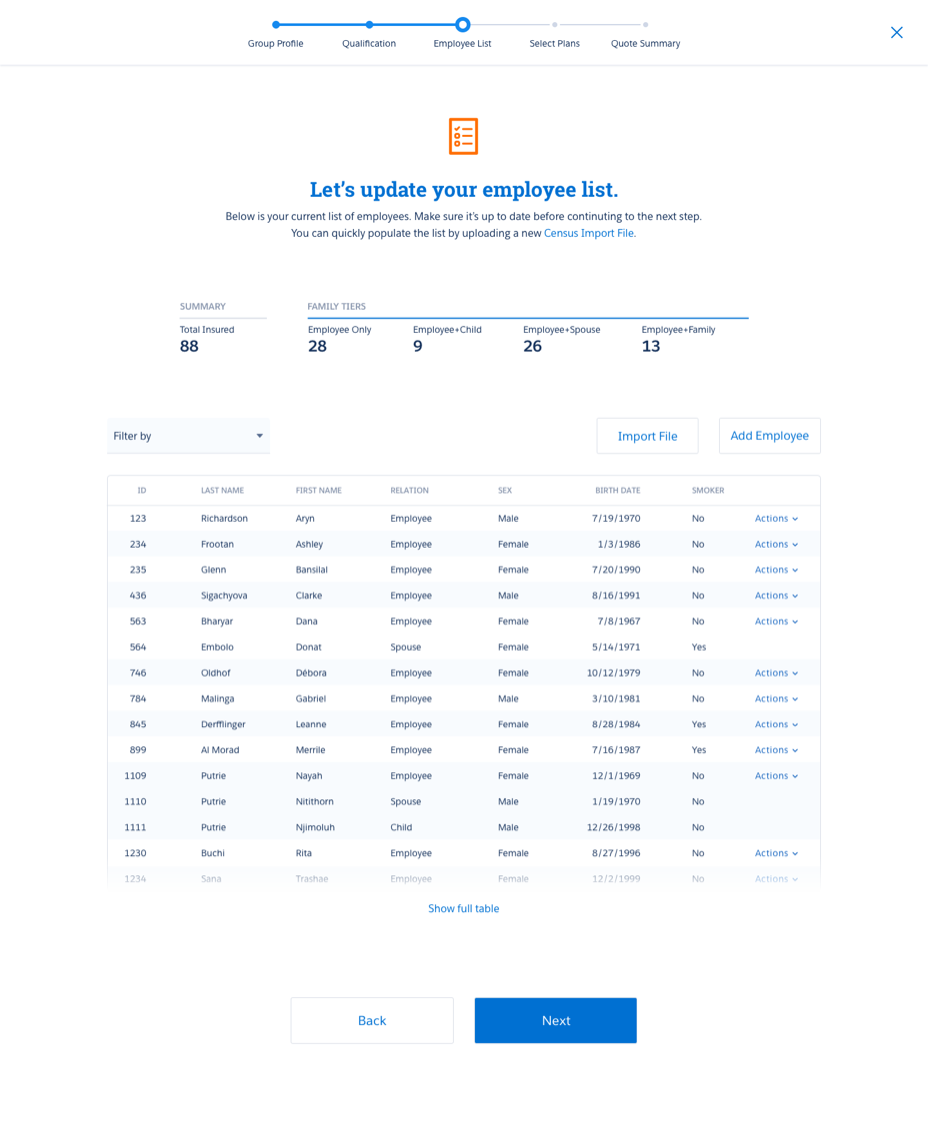 Group Profile Qualification Employee List Select Plans Quote Summary
Let's update your employee list.
Below is your current list of employees. Make sure it's up to date before continuting to the next step.
You can quickly populate the list by uploading a new Census Import File.
SUMMARY FAMILY TIERS
Total Insured Employee Only Employee+Child Employee+Spouse Employee+Family
88 28 9 26 13
Filter by Import File Add Employee
ID LAST NAME FIRST NAME RELATION SEX BIRTH DATE SMOKER
123 Richardson Aryn Employee Male 7/19/1970 No Actions
234 Frootan Ashley Employee Female 1/3/1986 No Actions
235 Glenn Bansilal Employee Female 7/20/1990 No Actions
436 Sigachyova Clarke Employee Male 8/16/1991 No Actions
563 Bharyar Dana Employee Female 7/8/1967 No Actions
564 Embolo Donat Spouse Female 5/14/1971 Yes
746 Oldhof Débora Employee Female 10/12/1979 No Actions
784 Malinga Gabriel Employee Male 3/10/1981 No Actions
845 Derfflinger Leanne Employee Female 8/28/1984 Yes Actions
899 Al Morad Merrile Employee Female 7/16/1987 Yes Actions
1109 Putrie Nayah Employee Female 12/1/1969 No Actions
1110 Putrie Nitithorn Spouse Male 1/19/1970 No
1111 Putrie Njimoluh Child Male 12/26/1998 No
1230 Buchi Rita Employee Female 8/27/1996 No Actions
1234 Sana Trashae Employee Female 12/2/1999 No Actions
Show full table
Back Next